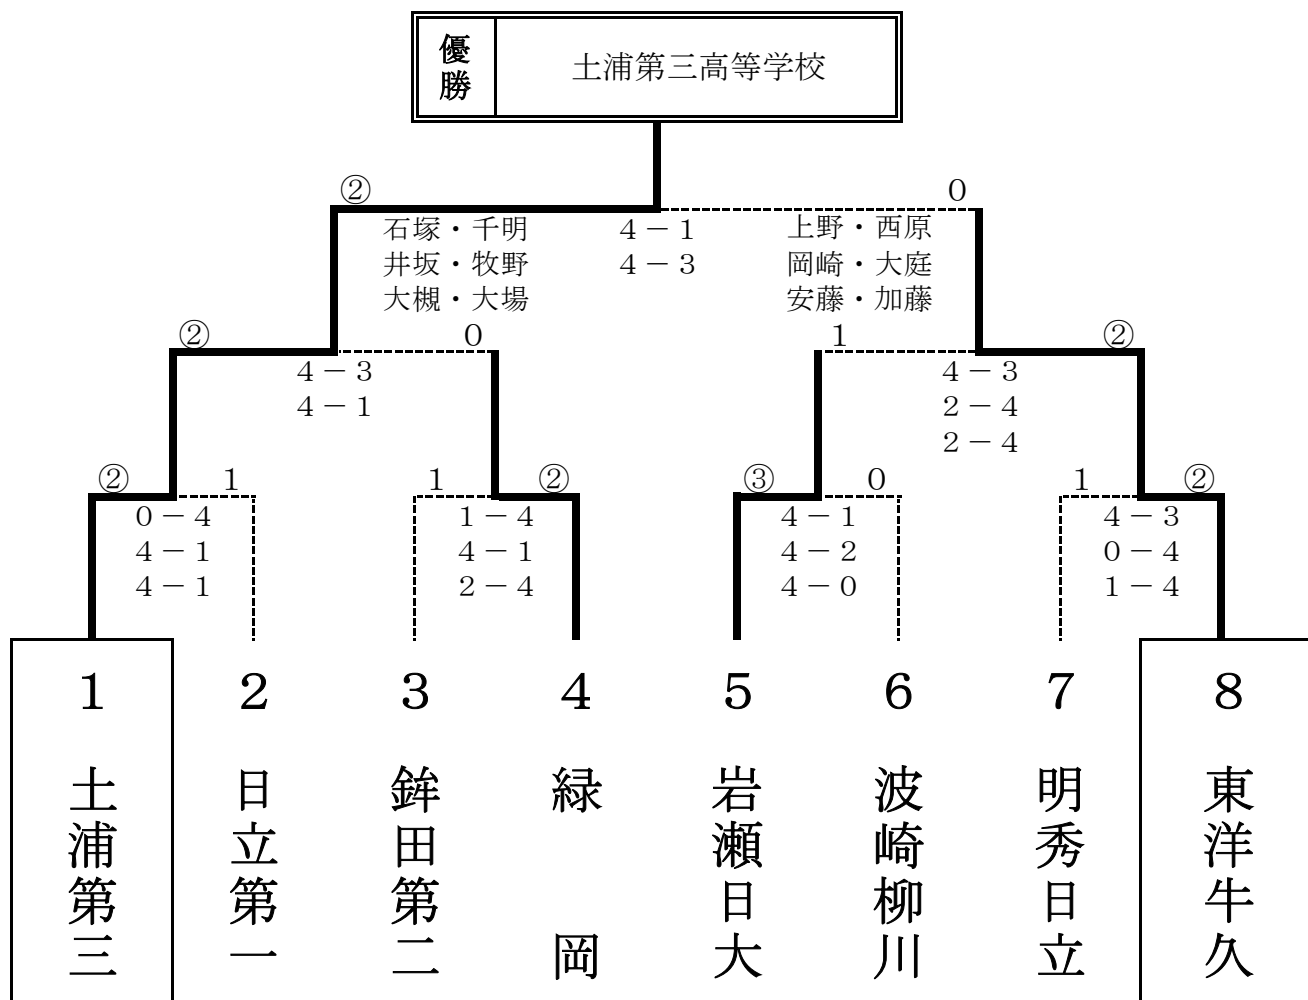 優勝
土浦第三高等学校
② 0
石塚・千明 4－1 上野・西原
井坂・牧野 4－3 岡崎・大庭
大槻・大場 安藤・加藤
② 0 1 ②
4－3 4－3
4－1 2－4
2－4
② 1 1 ② ③ 0 1 ②
0－4 1－4 4－1 4－3
4－1 4－1 4－2 0－4
4－1 2－4 4－0 1－4
1 2 3 4 5 6 7 8
土浦第三
日立第一
鉾田第二
緑岡
岩瀬日大
波崎柳川
明秀日立
東洋牛久